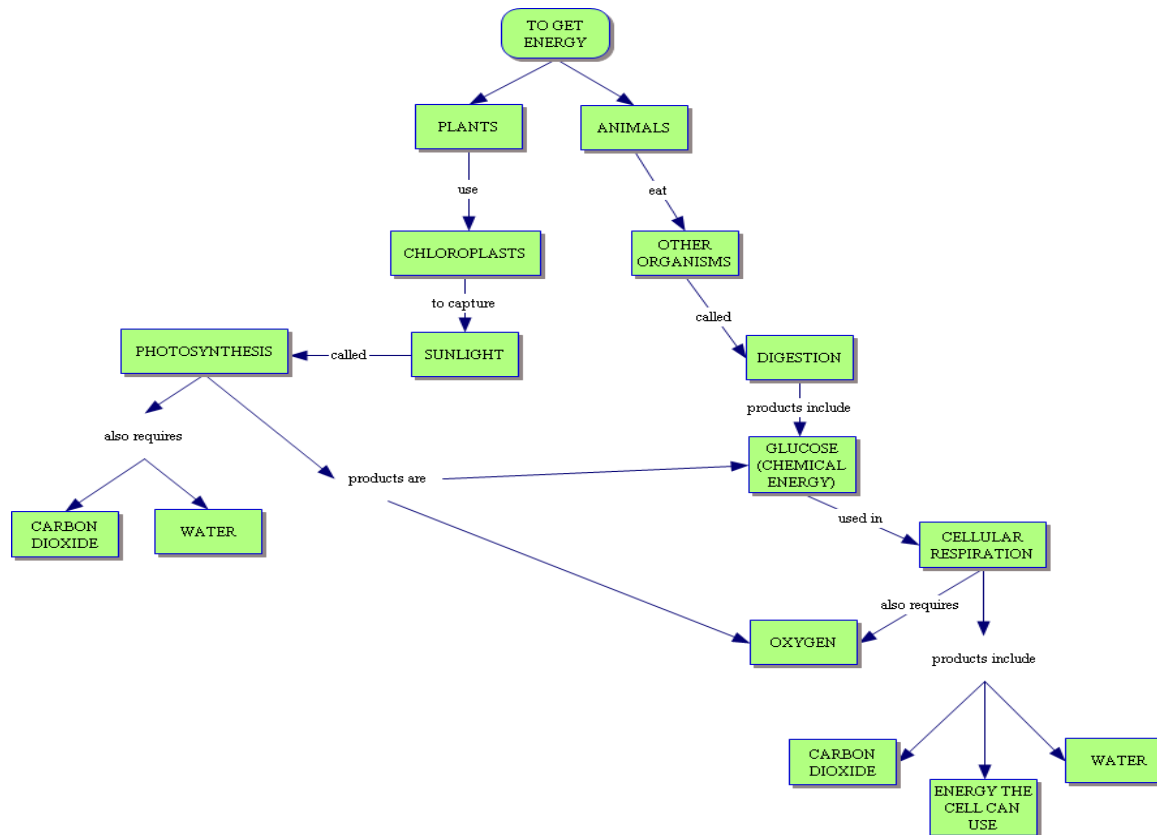 TO GET
ENERGY
PLANTS
ANIMALS
use
eat
CHLOROPLASTS
OTHER
ORGANISMS
to capture
called
PHOTOSYNTHESIS
called
SUNLIGHT
DIGESTION
products include
also requires
GLUCOSE
(CHEMICAL
ENERGY)
products are
used in
CARBON
DIOXIDE
WATER
CELLULAR
RESPIRATION
also requires
OXYGEN
products include
CARBON
DIOXIDE
WATER
ENERGY THE
CELL CAN
USE